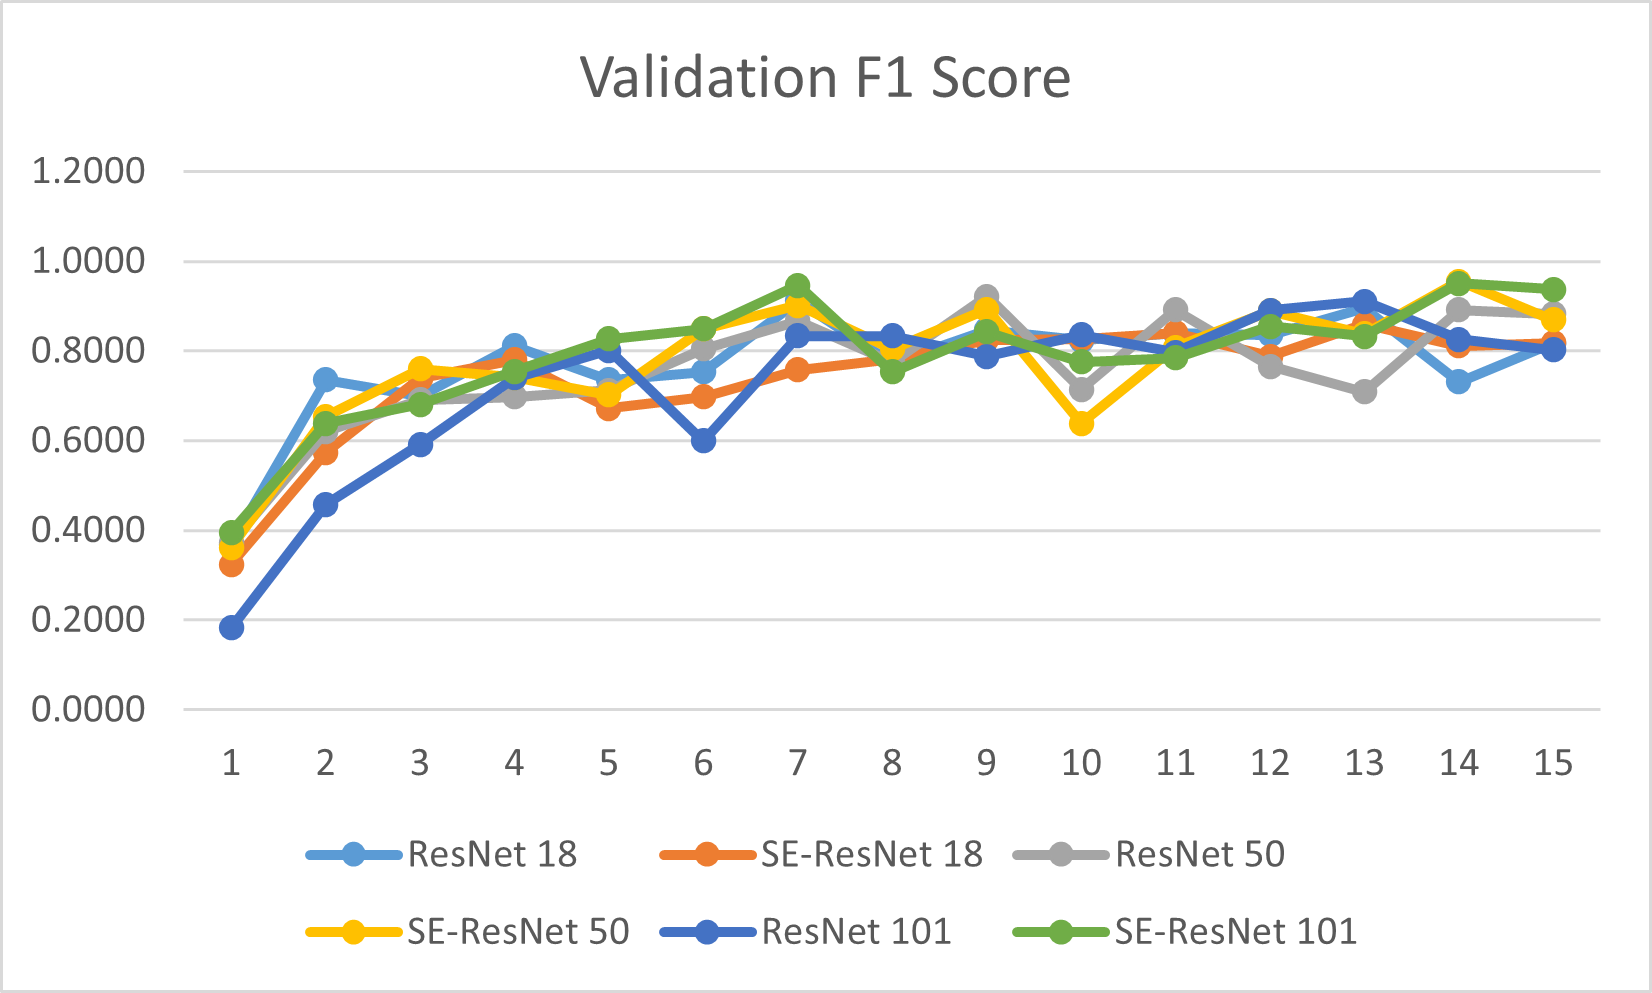 Validation F1 Score
1.2000
1.0000
0.8000
0.6000
0.4000
0.2000
0.0000
1 2 3 4 5 6 7 8 9 10 11 12 13 14 15
ResNet 18 SE-ResNet 18 ResNet 50
SE-ResNet 50 ResNet 101 SE-ResNet 101